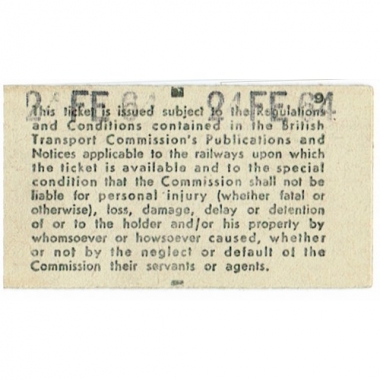 24 FE 64 24 FE 64
9
This ticket is issued subject to the Regulations
and Conditions contained in the British
Transport Commission's Publications and
Notices applicable to the railways upon which
the ticket is available and to the special
condition that the Commission shall not be
liable for personal injury (whether fatal or
otherwise), loss, damage, delay or detention
of or to the holder and/or his property by
whomsoever or howsoever caused, whether
or not by the neglect or default of the
Commission their servants or agents.